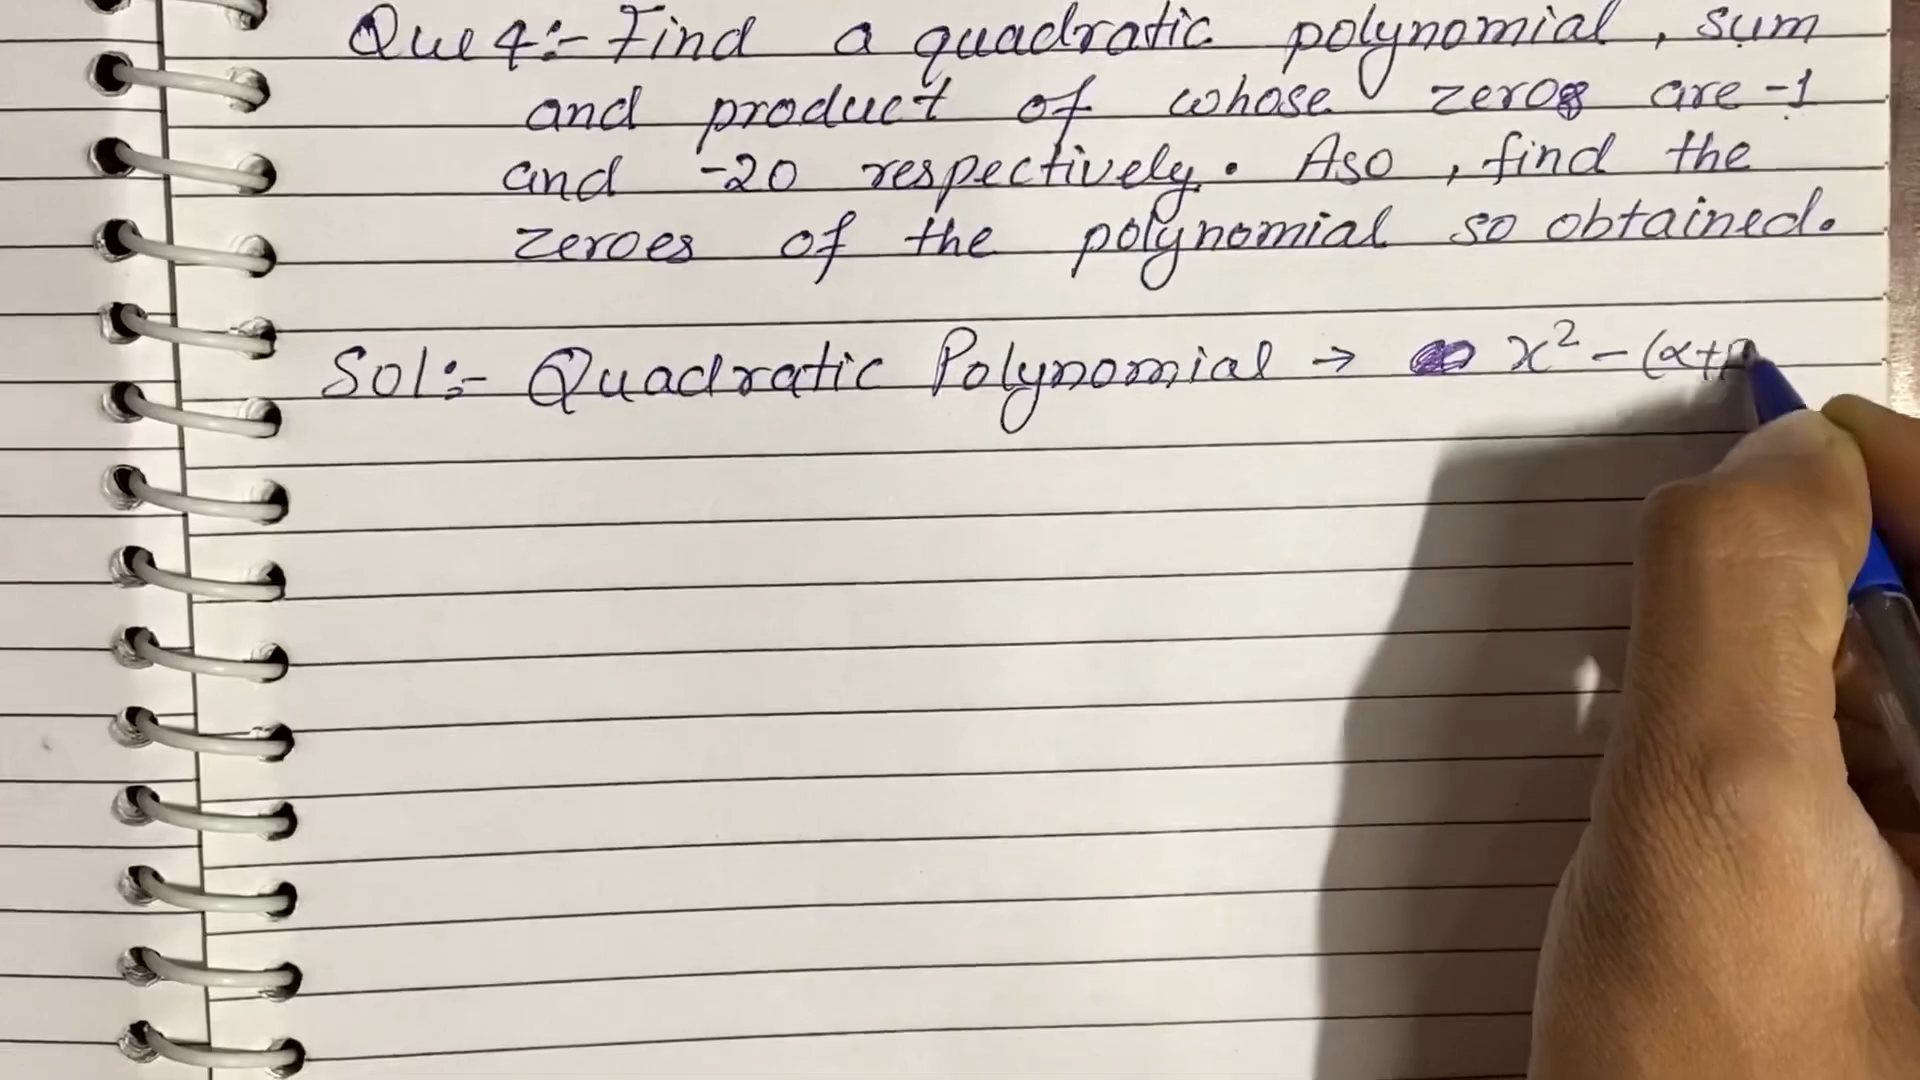 Que 4:- Find a quadratic polynomial, sum
and product of whose zeros are -1
and -20 respectively. Aso, find the
zeroes of the polynomial so obtained.
Sol:- Quadratic Polynomial → x² - (α+β